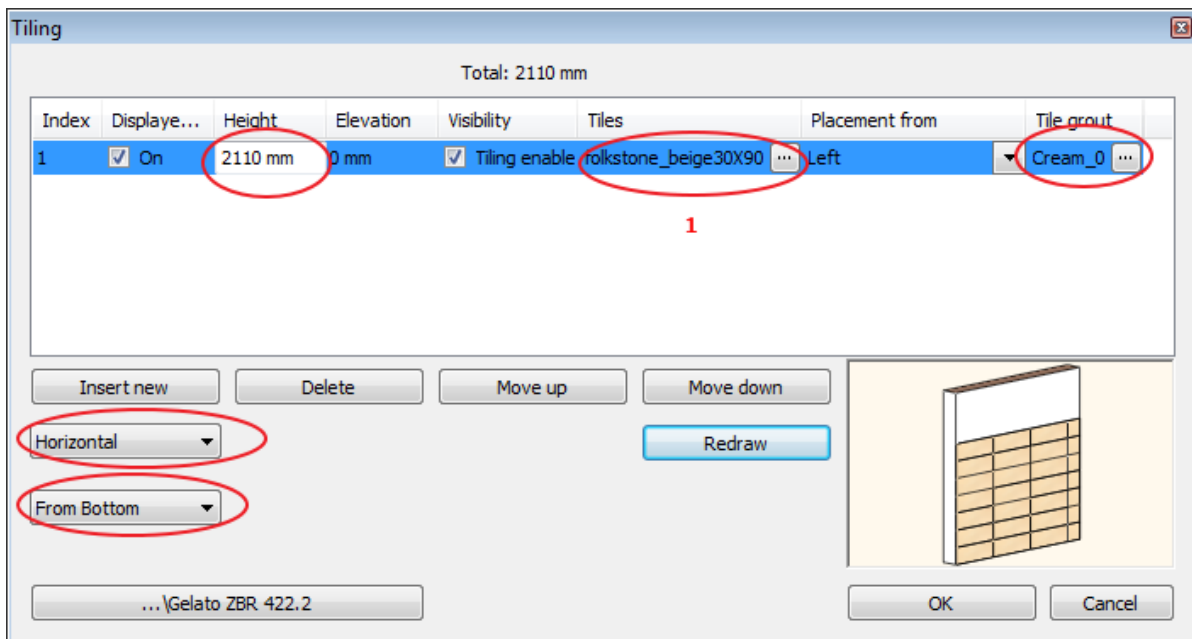 Tiling
Total: 2110 mm
Index Displaye... Height Elevation Visibility Tiles Placement from Tile grout
1 On 2110 mm 0 mm Tiling enable folkstone_beige30X90 ... Left Cream_0 ...
1
Insert new Delete Move up Move down
Horizontal Redraw
From Bottom
...\Gelato ZBR 422.2 OK Cancel